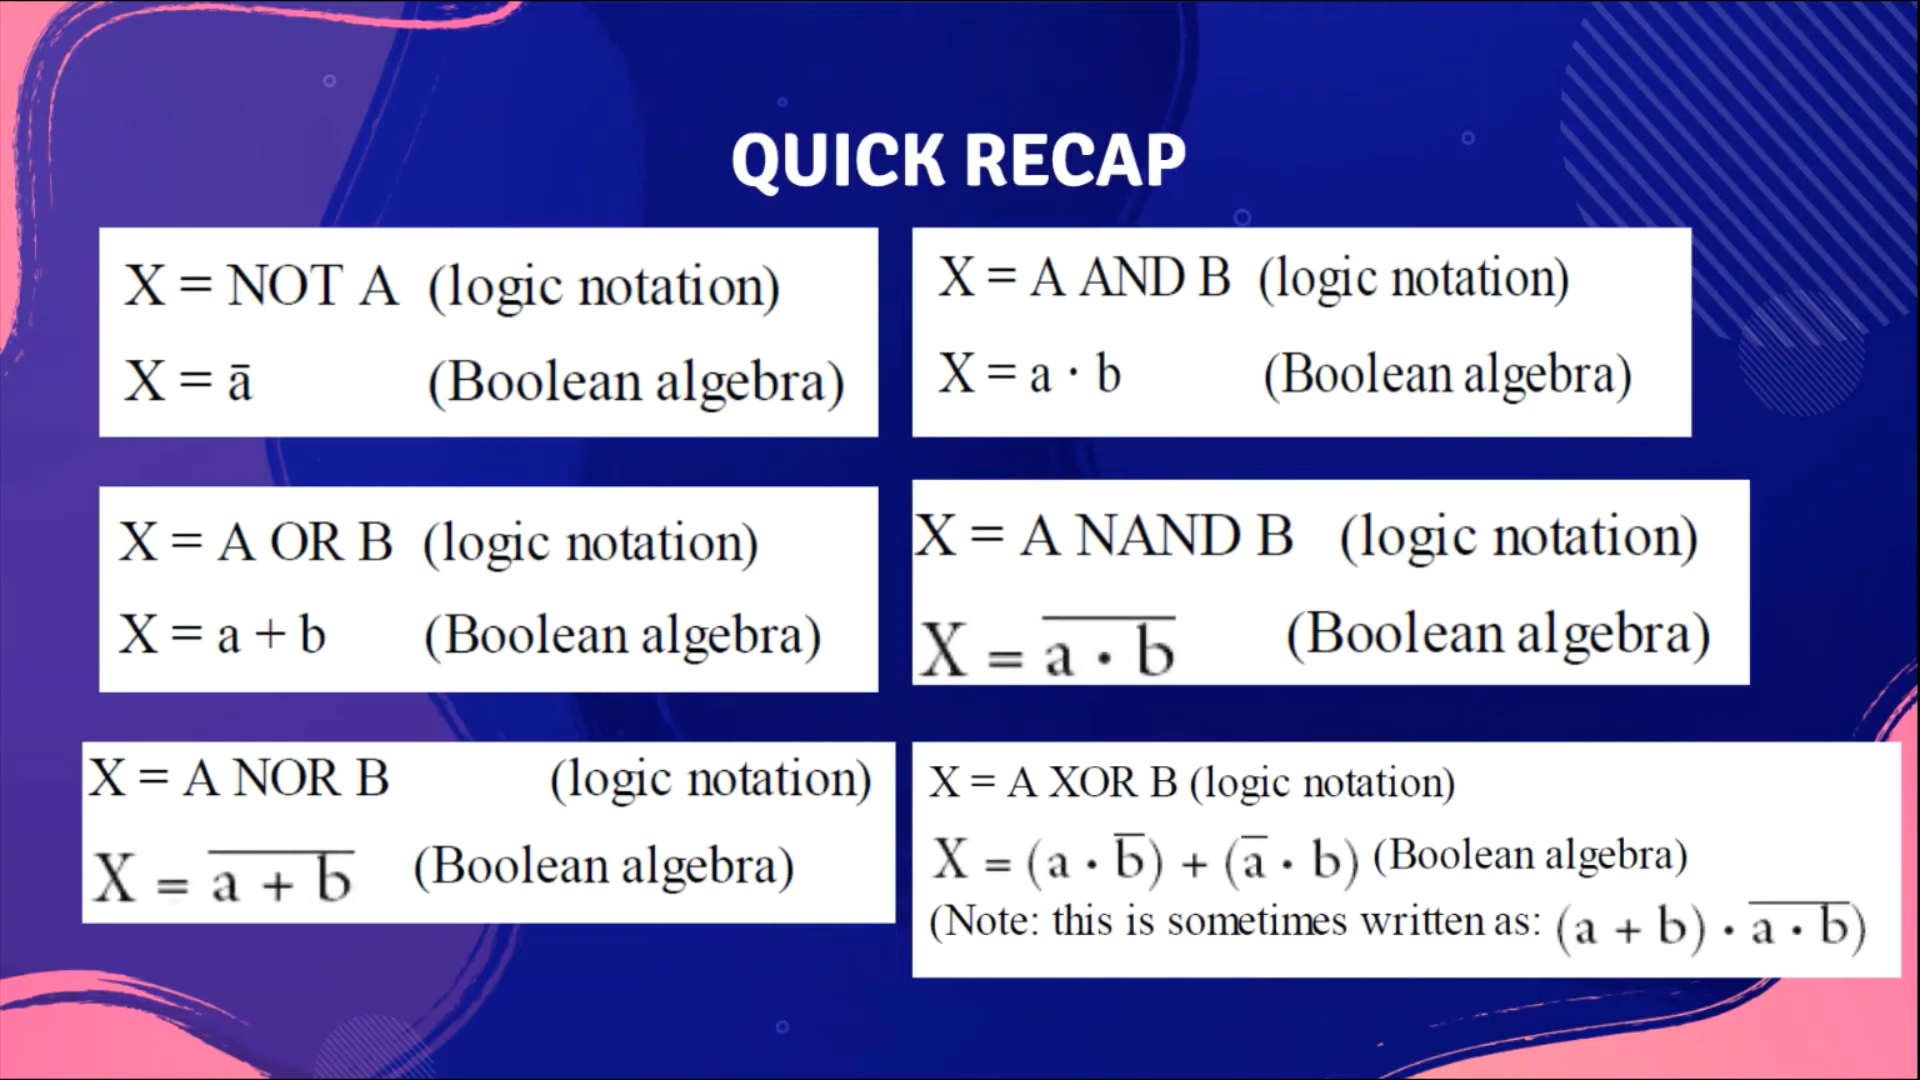 QUICK RECAP
X = NOT A (logic notation)
X = ā (Boolean algebra)
X = A AND B (logic notation)
X = a · b (Boolean algebra)
X = A OR B (logic notation)
X = a + b (Boolean algebra)
X = A NAND B (logic notation)
X = a̅ ̅·̅ ̅b̅ (Boolean algebra)
X = A NOR B (logic notation)
X = a̅ ̅+̅ ̅b̅ (Boolean algebra)
X = A XOR B (logic notation)
X = (a · b̅) + (a̅ · b) (Boolean algebra)
(Note: this is sometimes written as: (a + b) · a̅ ̅·̅ ̅b̅)